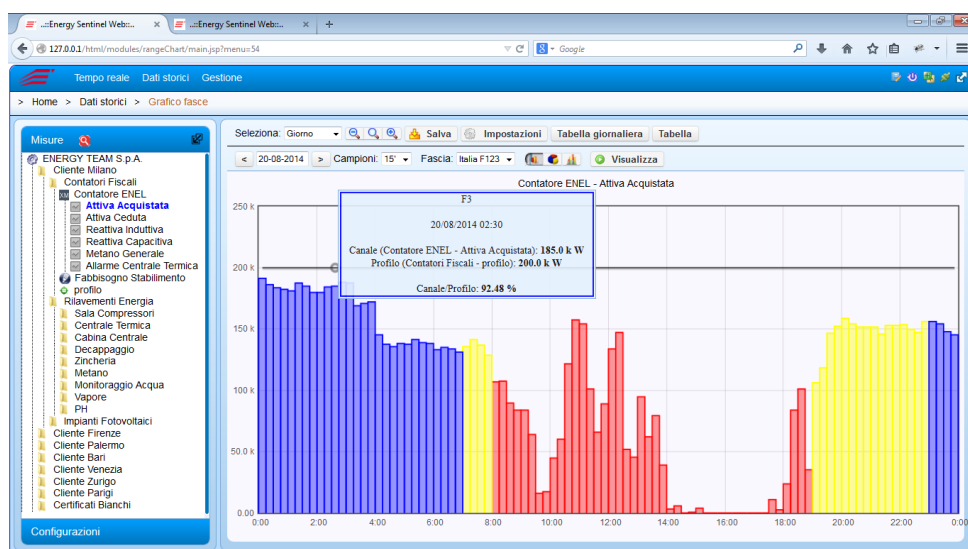 ..::Energy Sentinel Web::.. × ..::Energy Sentinel Web::.. × +
127.0.0.1/html/modules/rangeChart/main.jsp?menu=54 Google
Tempo reale Dati storici Gestione
> Home > Dati storici > Grafico fasce
Misure
ENERGY TEAM S.p.A.
Cliente Milano
Contatori Fiscali
XM Contatore ENEL
Attiva Acquistata
Attiva Ceduta
Reattiva Induttiva
Reattiva Capacitiva
Metano Generale
Allarme Centrale Termica
Fabbisogno Stabilimento
profilo
Rilavementi Energia
Sala Compressori
Centrale Termica
Cabina Centrale
Decappaggio
Zincheria
Metano
Monitoraggio Acqua
Vapore
PH
Impianti Fotovoltaici
Cliente Firenze
Cliente Palermo
Cliente Bari
Cliente Venezia
Cliente Zurigo
Cliente Parigi
Certificati Bianchi
Configurazioni
Seleziona: Giorno Salva Impostazioni Tabella giornaliera Tabella
< 20-08-2014 > Campioni: 15' Fascia: Italia F123 Visualizza
Contatore ENEL - Attiva Acquistata
F3
20/08/2014 02:30
Canale (Contatore ENEL - Attiva Acquistata): 185.0 k W
Profilo (Contatori Fiscali - profilo): 200.0 k W
Canale/Profilo: 92.48 %
250 k
200 k
150 k
100 k
50.0 k
0.00
0:00 2:00 4:00 6:00 8:00 10:00 12:00 14:00 16:00 18:00 20:00 22:00 0:00